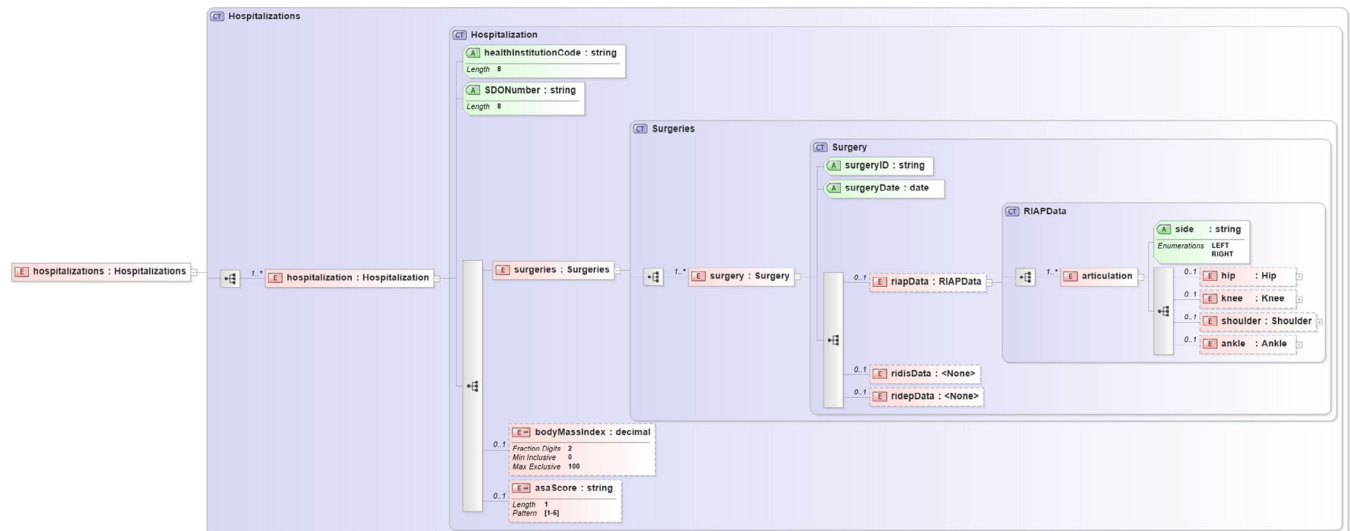 CT Hospitalizations
CT Hospitalization
A healthInstitutionCode : string
Length 8
A SDONumber : string
Length 8
CT Surgeries
CT Surgery
A surgeryID : string
A surgeryDate : date
CT RIAPData
A side : string
Enumerations LEFT
RIGHT
E hospitalizations : Hospitalizations
1..* E hospitalization : Hospitalization
E surgeries : Surgeries
1..* E surgery : Surgery
0..1 E riapData : RIAPData
1..* E articulation
0..1 E hip : Hip
0..1 E knee : Knee
0..1 E shoulder : Shoulder
0..1 E ankle : Ankle
0..1 E ridisData : <None>
0..1 E ridepData : <None>
0..1 E bodyMassIndex : decimal
Fraction Digits 2
Min Inclusive 0
Max Exclusive 100
0..1 E asaScore : string
Length 1
Pattern [1-6]